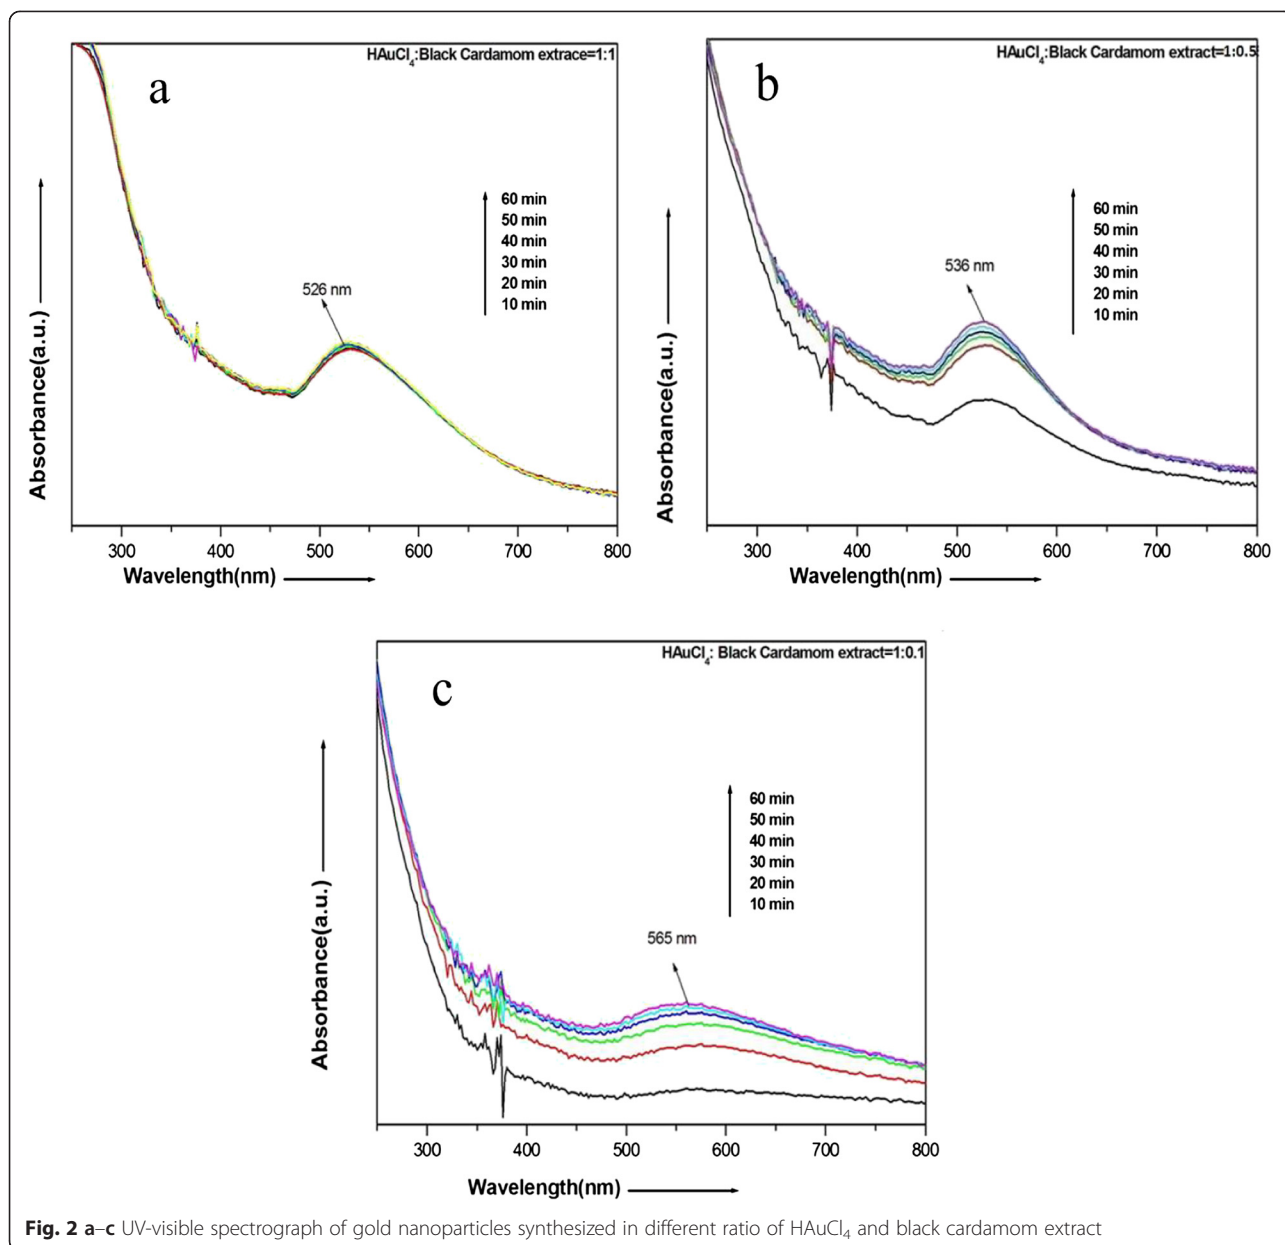 HAuCl₄:Black Cardamom extrace=1:1
a
60 min
50 min
40 min
30 min
20 min
10 min
526 nm
Absorbance(a.u.)
300 400 500 600 700 800
Wavelength(nm)
HAuCl₄:Black Cardamom extract=1:0.5
b
60 min
50 min
40 min
30 min
20 min
10 min
536 nm
Absorbance(a.u.)
300 400 500 600 700 800
Wavelength(nm)
HAuCl₄: Black Cardamom extract=1:0.1
c
60 min
50 min
40 min
30 min
20 min
10 min
565 nm
Absorbance(a.u.)
300 400 500 600 700 800
Wavelength(nm)
Fig. 2 a–c UV-visible spectrograph of gold nanoparticles synthesized in different ratio of HAuCl₄ and black cardamom extract